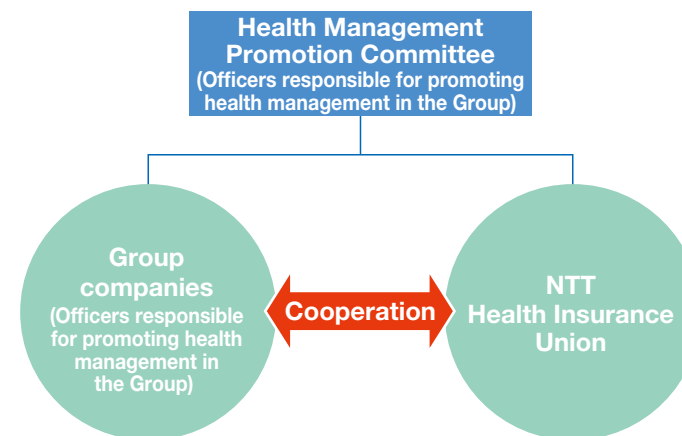 Health Management
Promotion Committee
(Officers responsible for promoting
health management in the Group)
Group
companies
(Officers responsible
for promoting health
management in
the Group)
Cooperation
NTT
Health Insurance
Union